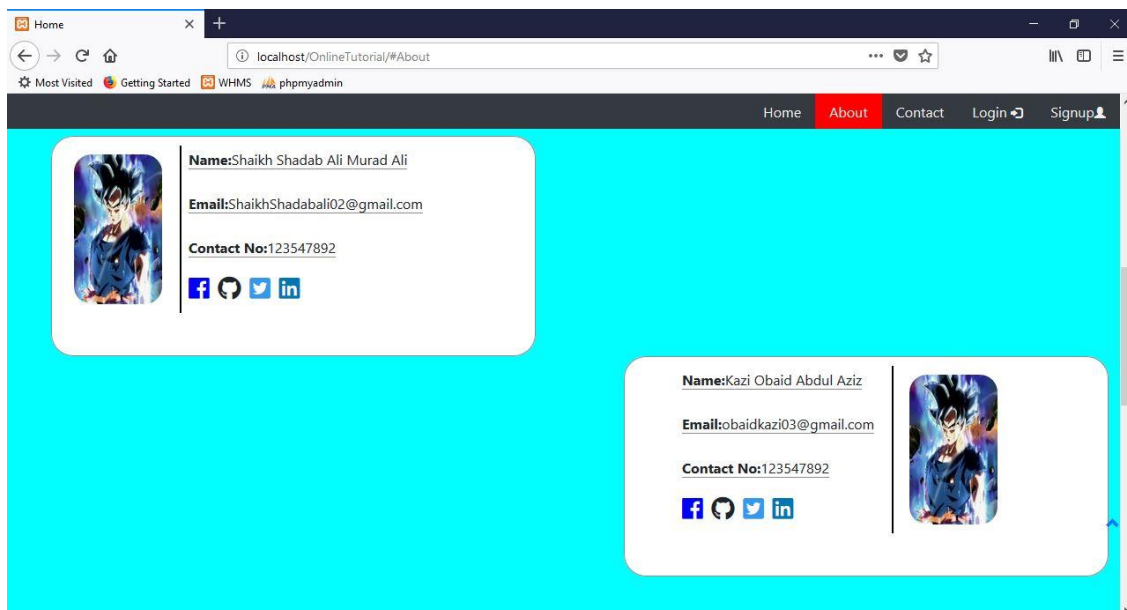 Home
localhost/OnlineTutorial/#About
Most Visited Getting Started WHMS phpmyadmin
Home About Contact Login Signup
Name:Shaikh Shadab Ali Murad Ali
Email:ShaikhShadabali02@gmail.com
Contact No:123547892
Name:Kazi Obaid Abdul Aziz
Email:obaidkazi03@gmail.com
Contact No:123547892